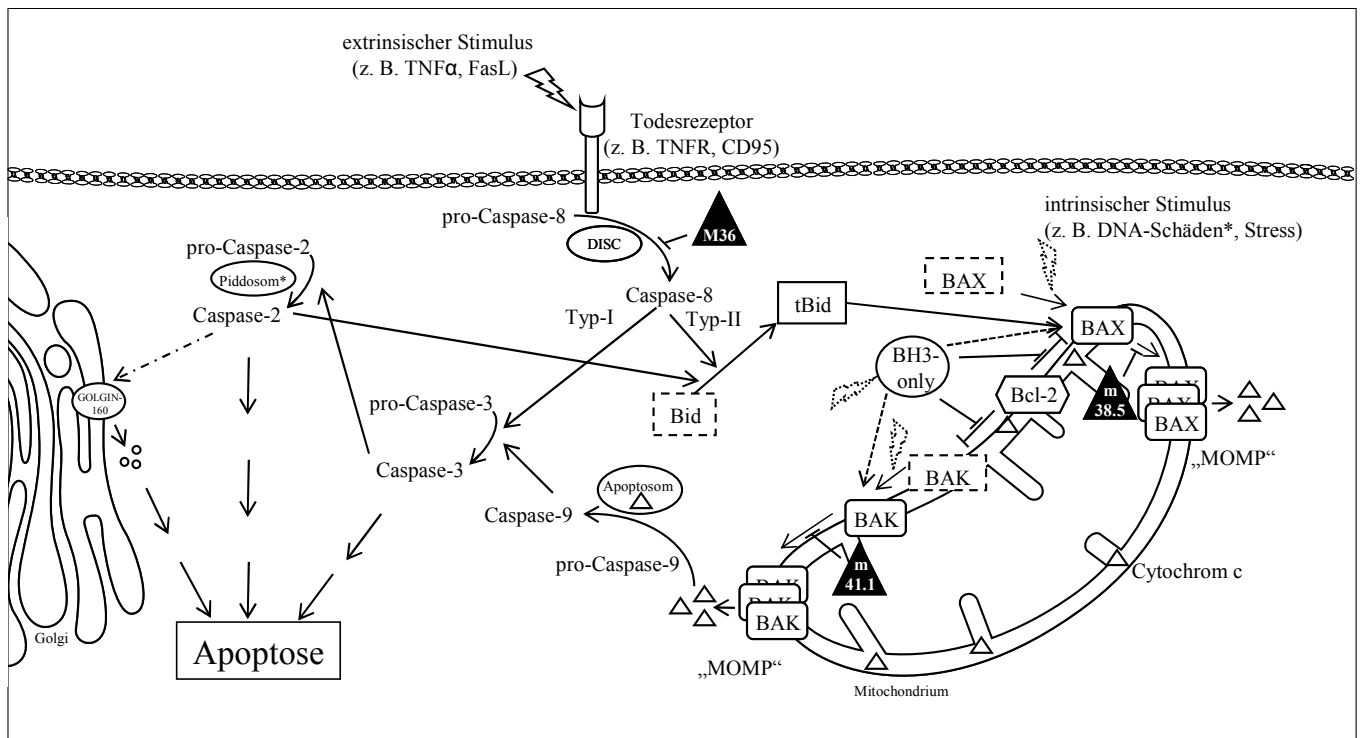 extrinsischer Stimulus
(z. B. TNFα, FasL)
Todesrezeptor
(z. B. TNFR, CD95)
pro-Caspase-8
DISC
M36
intrinsischer Stimulus
(z. B. DNA-Schäden*, Stress)
pro-Caspase-2
Piddosom*
Caspase-2
Caspase-8
Typ-I
Typ-II
tBid
BAX
BAX
BH3-
only
Bcl-2
m
38.5
BAX
BAX
BAX
„MOMP“
GOLGIN-
160
pro-Caspase-3
Bid
Caspase-3
BAK
Apoptosom
Caspase-9
BAK
m
41.1
pro-Caspase-9
Cytochrom c
BAK
BAK
BAK
Golgi
Apoptose
„MOMP“
Mitochondrium